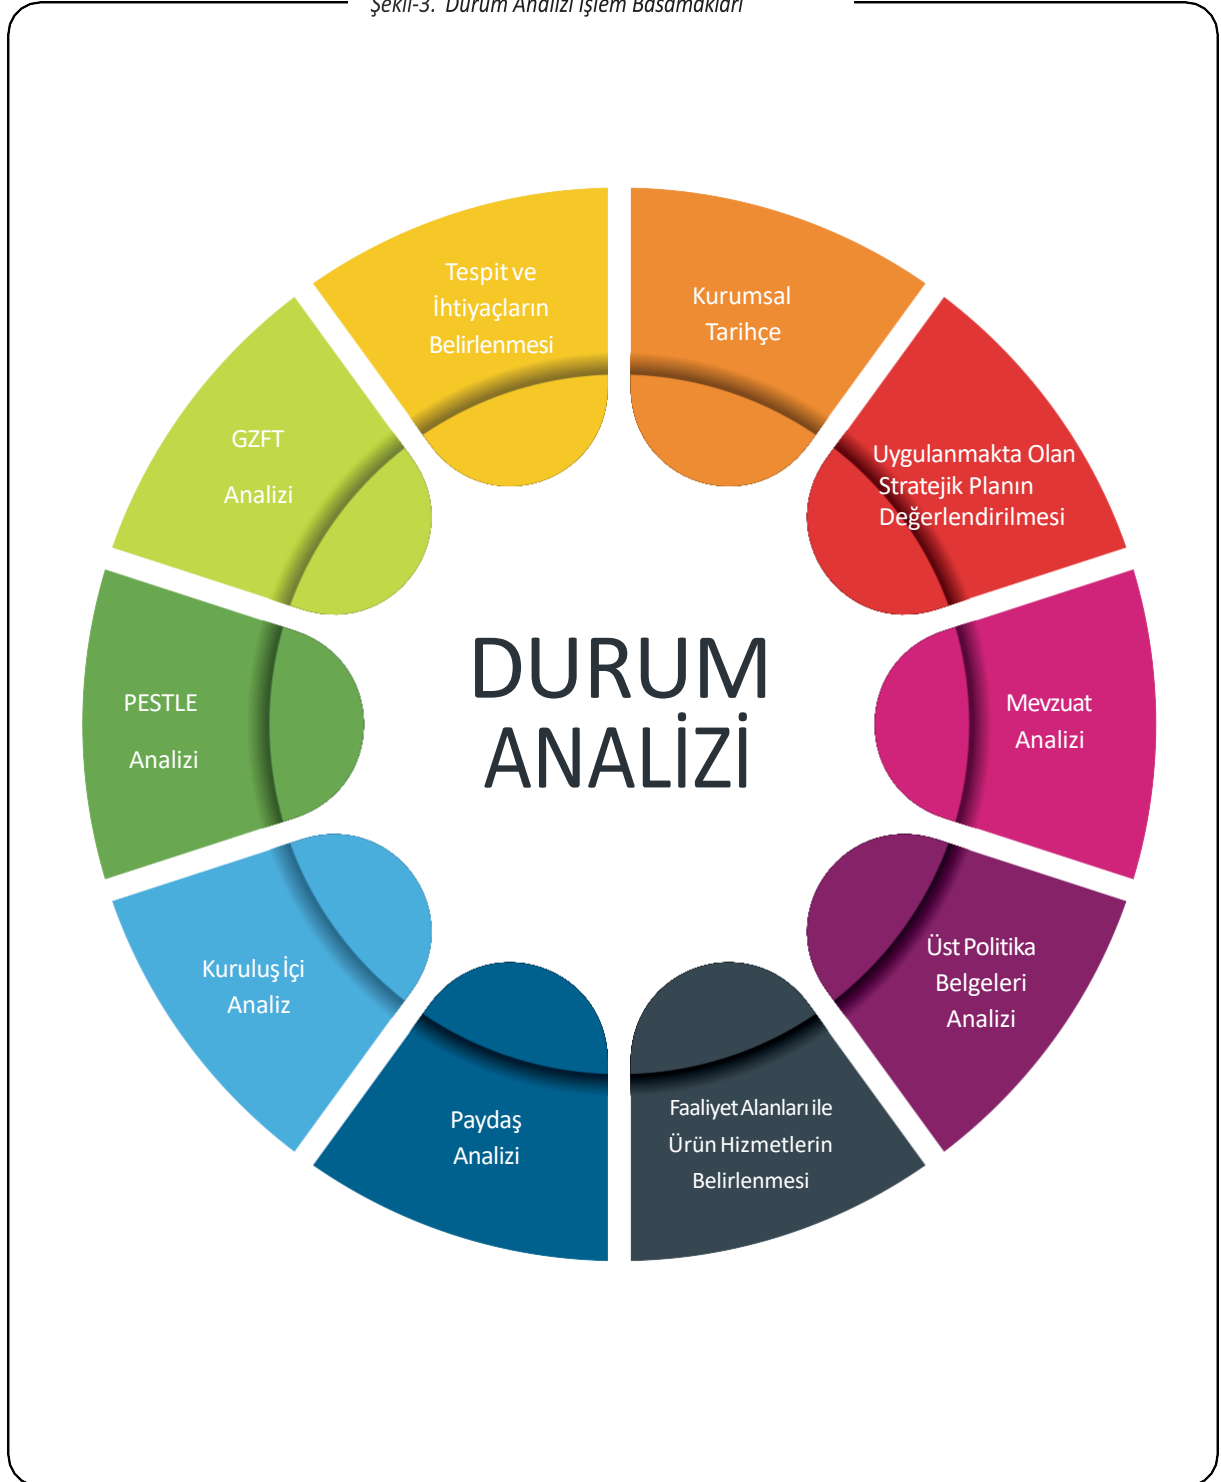 Şekil-3. Durum Analizi İşlem Basamakları
Tespit ve
İhtiyaçların
Belirlenmesi
Kurumsal
Tarihçe
Uygulanmakta Olan
Stratejik Planın
Değerlendirilmesi
GZFT
Analizi
DURUM
ANALİZİ
PESTLE
Analizi
Mevzuat
Analizi
Kuruluş İçi
Analiz
Üst Politika
Belgeleri
Analizi
Paydaş
Analizi
Faaliyet Alanları ile
Ürün Hizmetlerin
Belirlenmesi